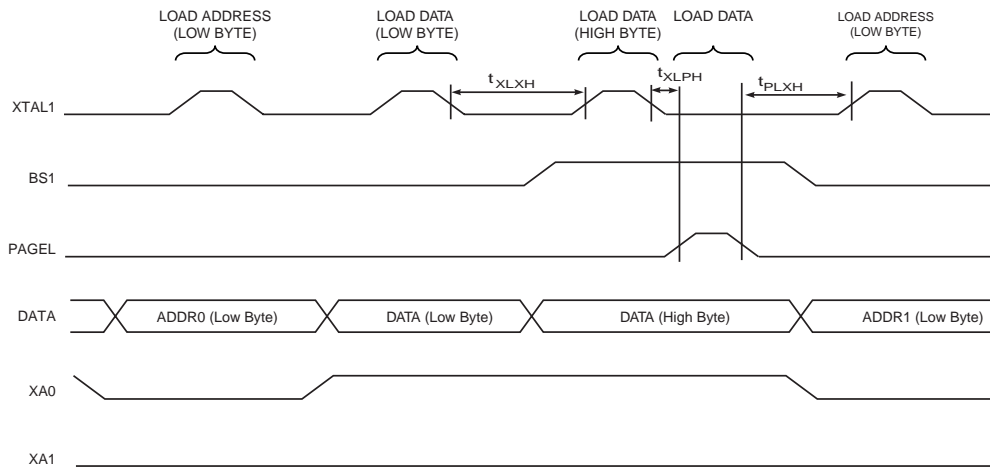 LOAD ADDRESS
(LOW BYTE)
LOAD DATA
(LOW BYTE)
LOAD DATA
(HIGH BYTE)
LOAD DATA
LOAD ADDRESS
(LOW BYTE)
tXLXH
tXLPH
tPLXH
XTAL1
BS1
PAGEL
DATA
ADDR0 (Low Byte)
DATA (Low Byte)
DATA (High Byte)
ADDR1 (Low Byte)
XA0
XA1